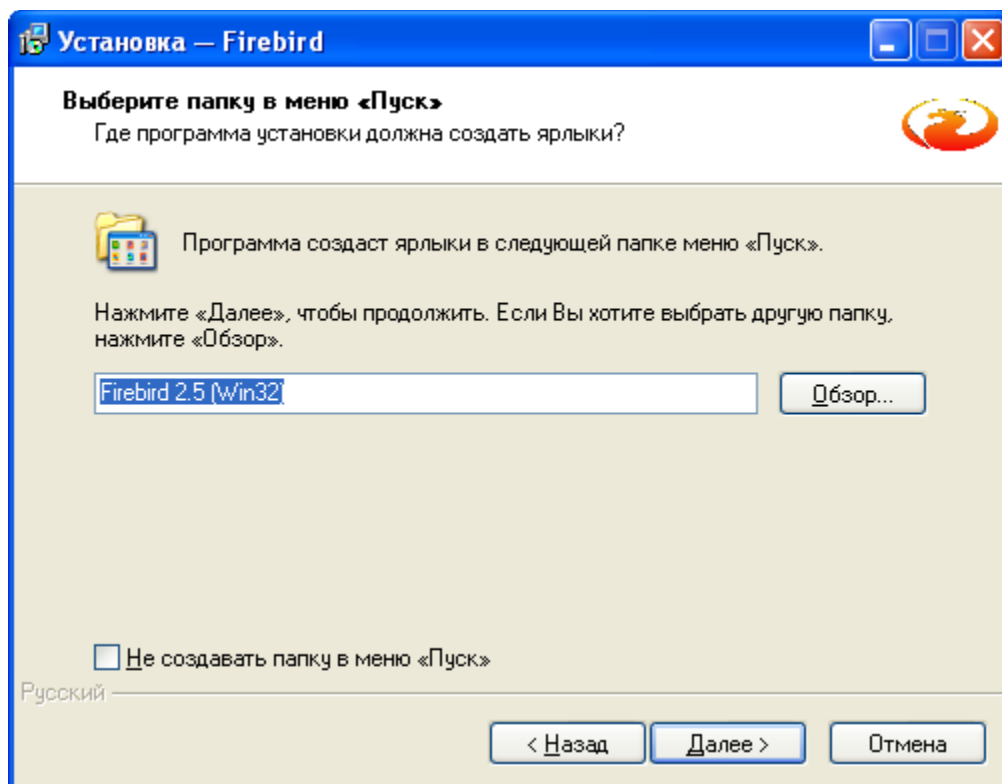 Установка — Firebird
Выберите папку в меню «Пуск»
Где программа установки должна создать ярлыки?
Программа создаст ярлыки в следующей папке меню «Пуск».
Нажмите «Далее», чтобы продолжить. Если Вы хотите выбрать другую папку,
нажмите «Обзор».
Firebird 2.5 (Win32)
Обзор...
Не создавать папку в меню «Пуск»
Русский
< Назад
Далее >
Отмена